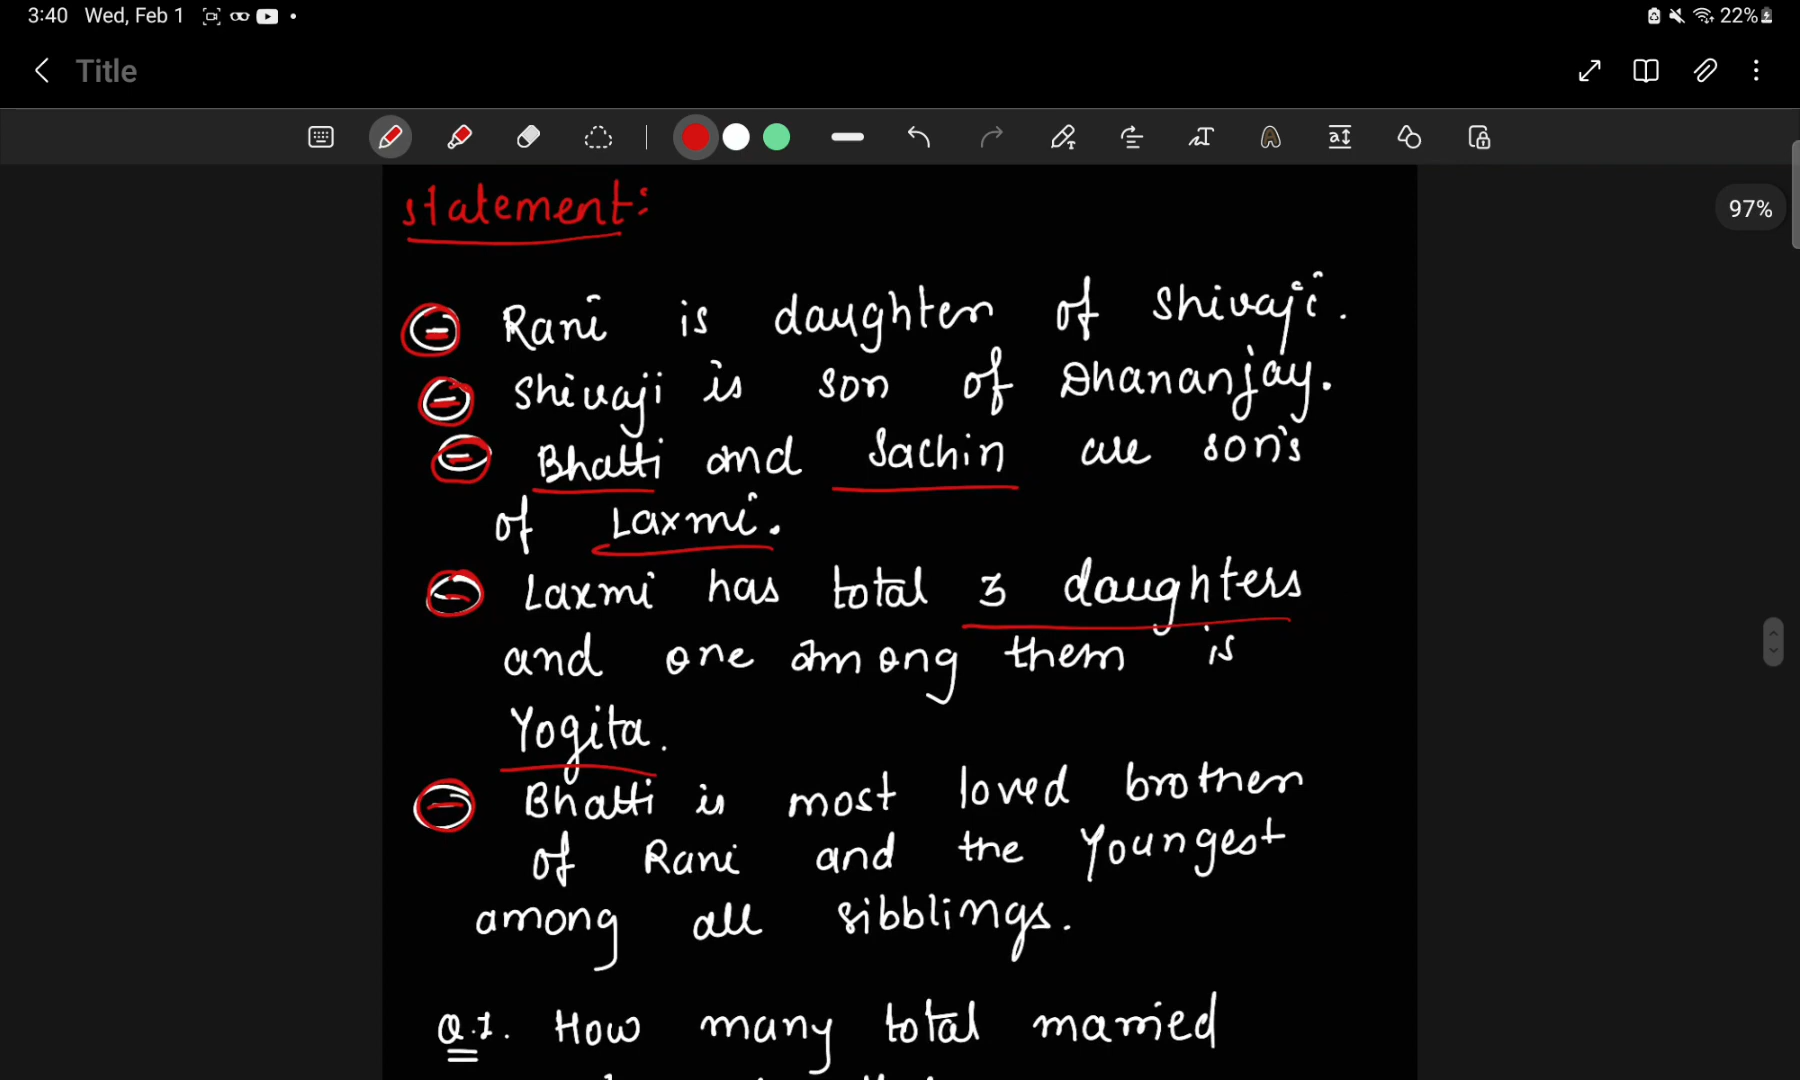 3:40 Wed, Feb 1
22%
Title
97%
statement:
Rani is daughter of Shivaji.
Shivaji is son of Dhananjay.
Bhatti and Sachin are son's
of Laxmi.
Laxmi has total 3 daughters
and one among them is
Yogita.
Bhatti is most loved brother
of Rani and the Youngest
among all sibblings.
Q.1. How many total married